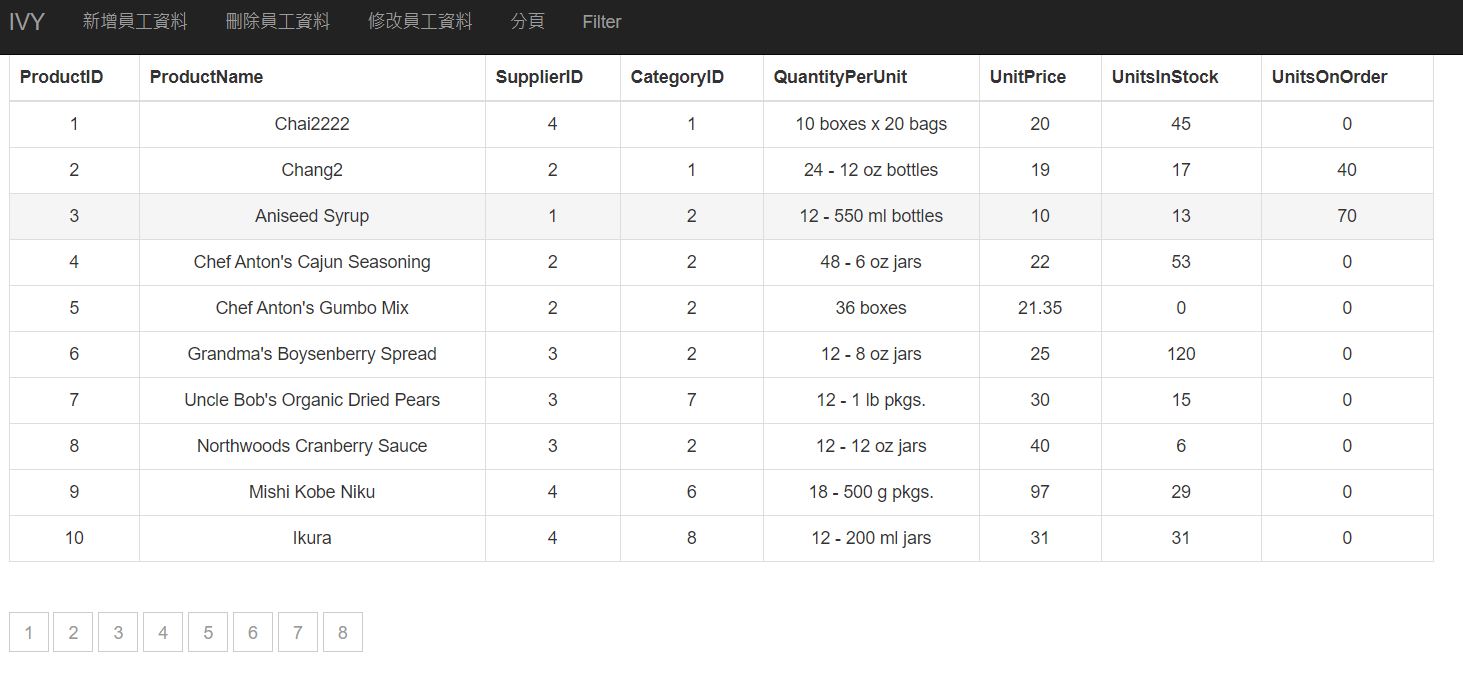 IVY 新增員工資料 刪除員工資料 修改員工資料 分頁 Filter
ProductID ProductName SupplierID CategoryID QuantityPerUnit UnitPrice UnitsInStock UnitsOnOrder
1 Chai2222 4 1 10 boxes x 20 bags 20 45 0
2 Chang2 2 1 24 - 12 oz bottles 19 17 40
3 Aniseed Syrup 1 2 12 - 550 ml bottles 10 13 70
4 Chef Anton's Cajun Seasoning 2 2 48 - 6 oz jars 22 53 0
5 Chef Anton's Gumbo Mix 2 2 36 boxes 21.35 0 0
6 Grandma's Boysenberry Spread 3 2 12 - 8 oz jars 25 120 0
7 Uncle Bob's Organic Dried Pears 3 7 12 - 1 lb pkgs. 30 15 0
8 Northwoods Cranberry Sauce 3 2 12 - 12 oz jars 40 6 0
9 Mishi Kobe Niku 4 6 18 - 500 g pkgs. 97 29 0
10 Ikura 4 8 12 - 200 ml jars 31 31 0
1 2 3 4 5 6 7 8